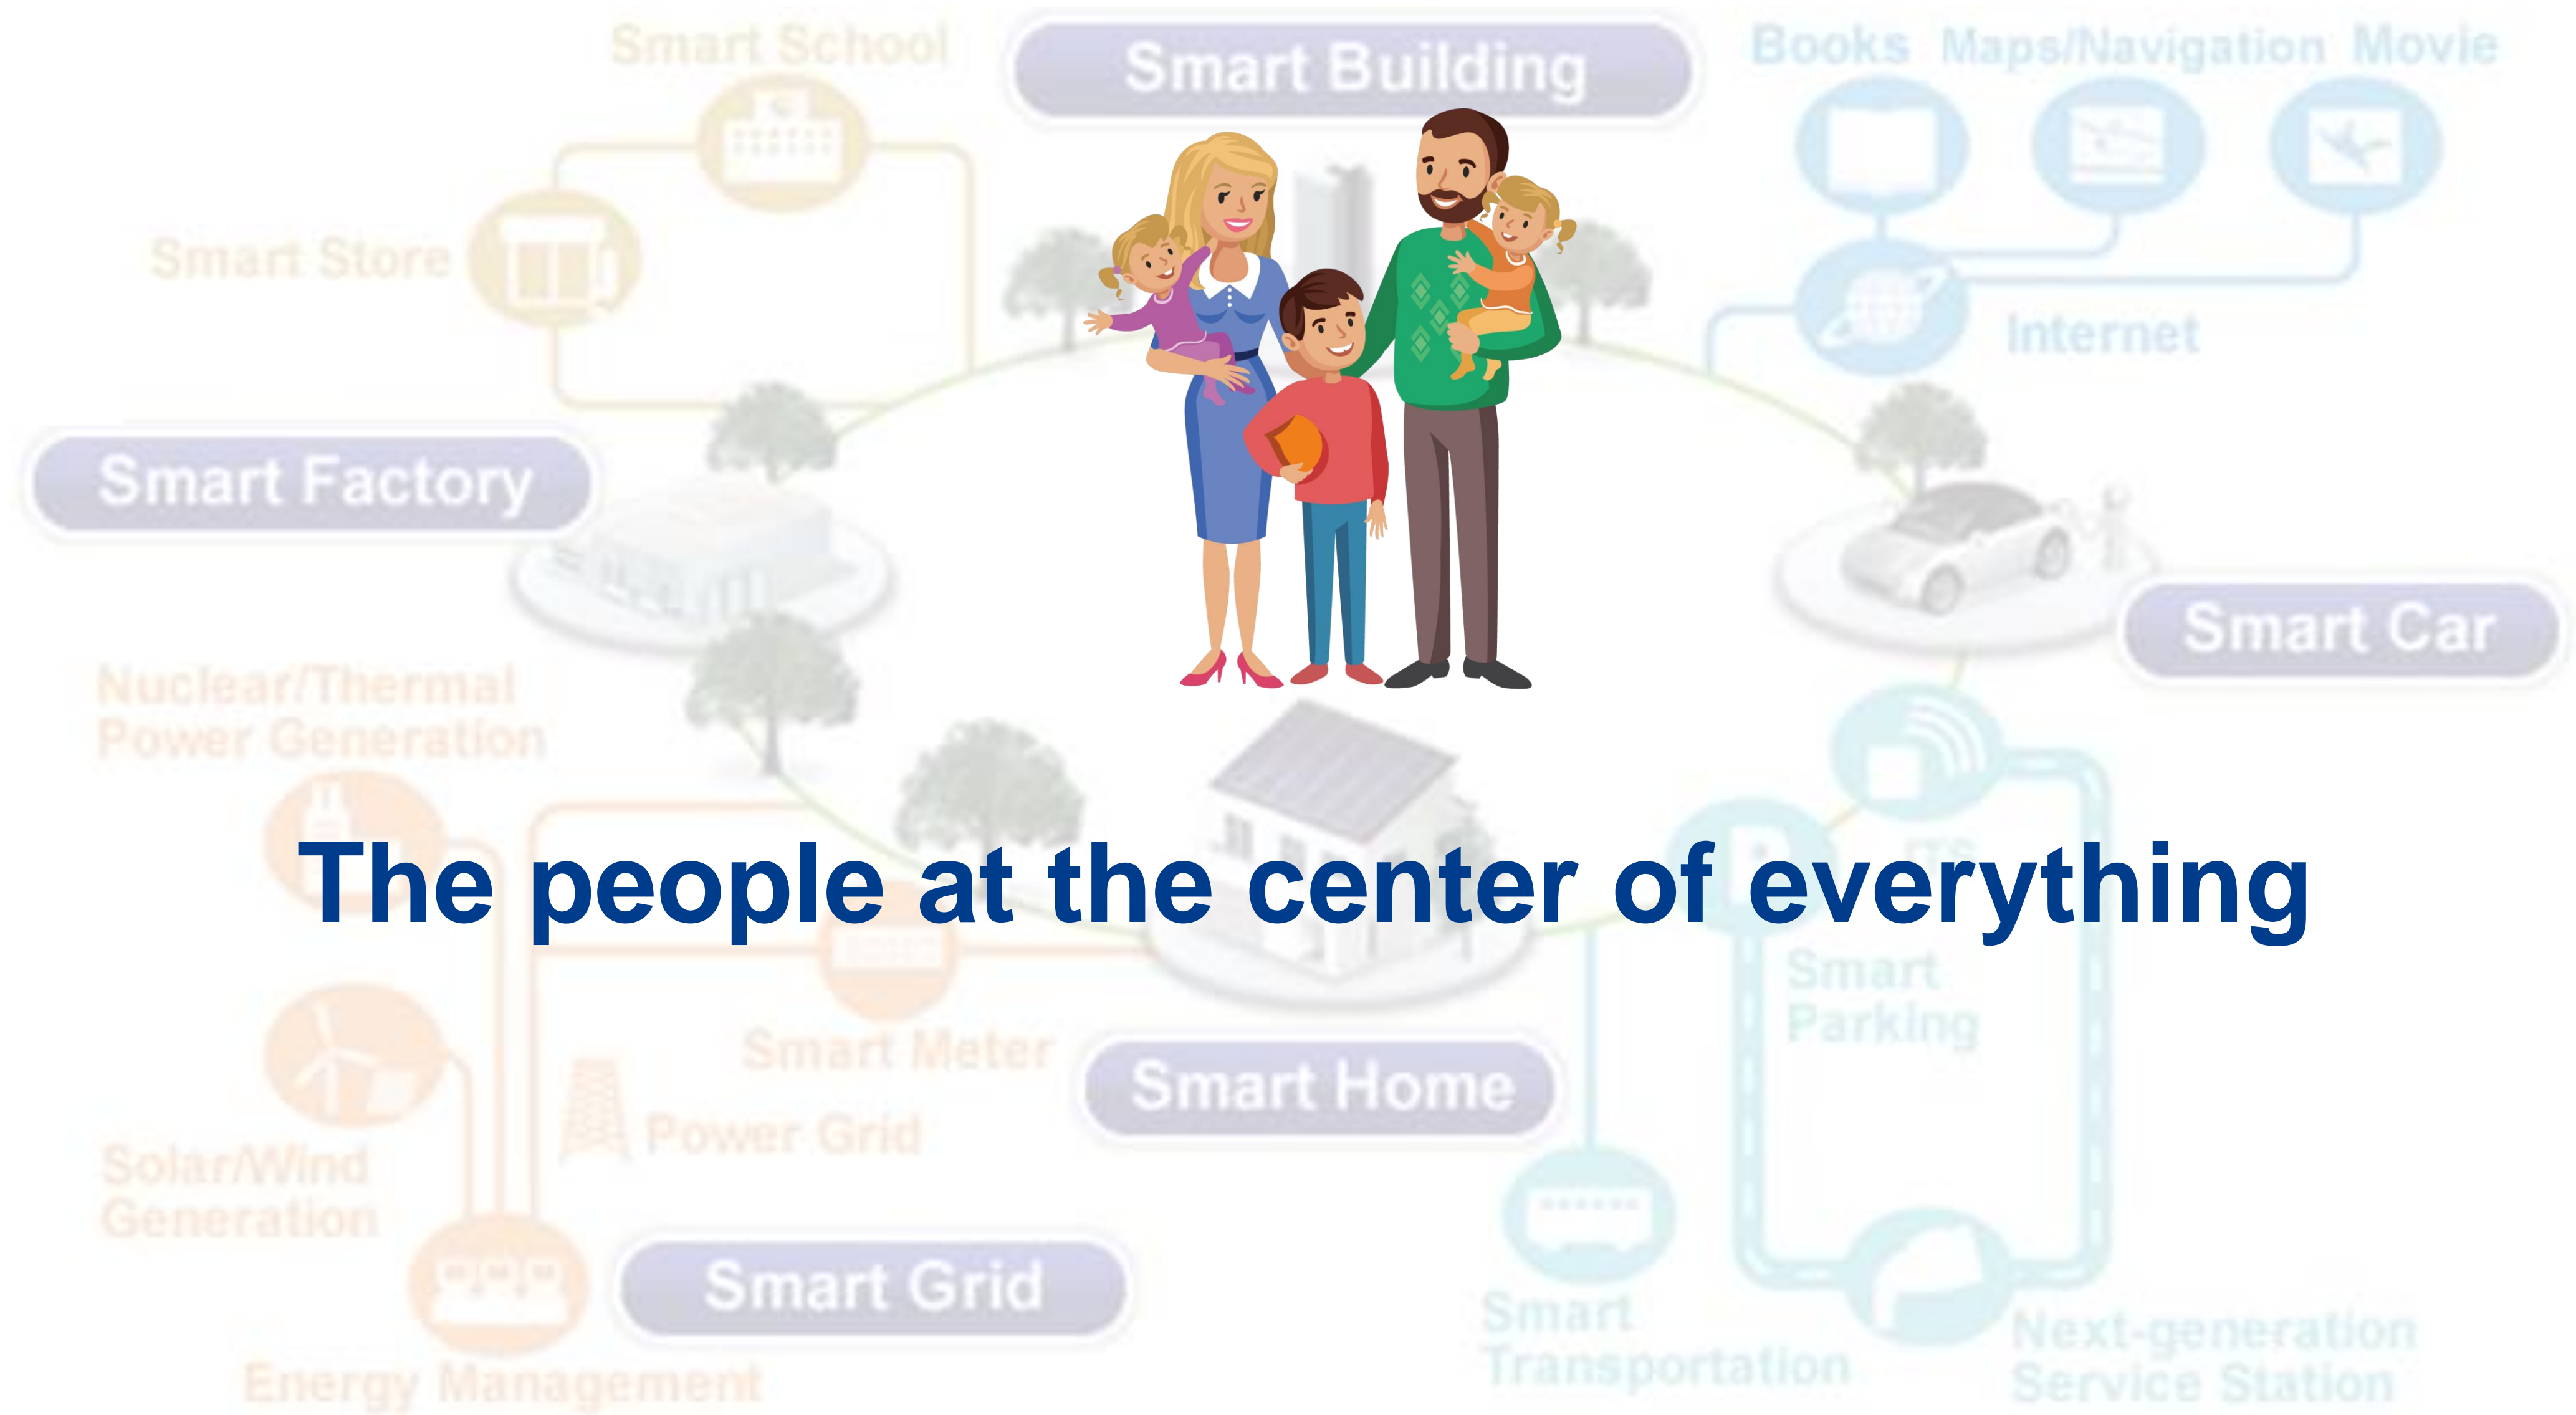 Smart School
Smart Building
Books Maps/Navigation Movie
Smart Store
Internet
Smart Factory
Smart Car
Nuclear/Thermal
Power Generation
The people at the center of everything
ITS
Smart
Parking
Smart Meter
Smart Home
Power Grid
Solar/Wind
Generation
Smart Grid
Smart
Transportation
Next-generation
Service Station
Energy Management